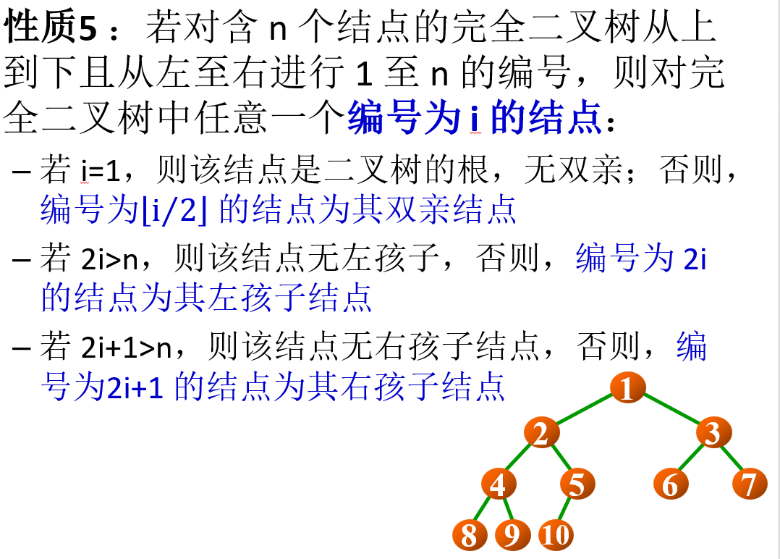 性质5 ：若对含 n 个结点的完全二叉树从上
到下且从左至右进行 1 至 n 的编号，则对完
全二叉树中任意一个编号为 i 的结点：
– 若 i=1，则该结点是二叉树的根，无双亲；否则，
编号为⌊i/2⌋ 的结点为其双亲结点
– 若 2i>n，则该结点无左孩子，否则，编号为 2i
的结点为其左孩子结点
– 若 2i+1>n，则该结点无右孩子结点，否则，编
号为2i+1 的结点为其右孩子结点
1
2 3
4 5 6 7
8 9 10